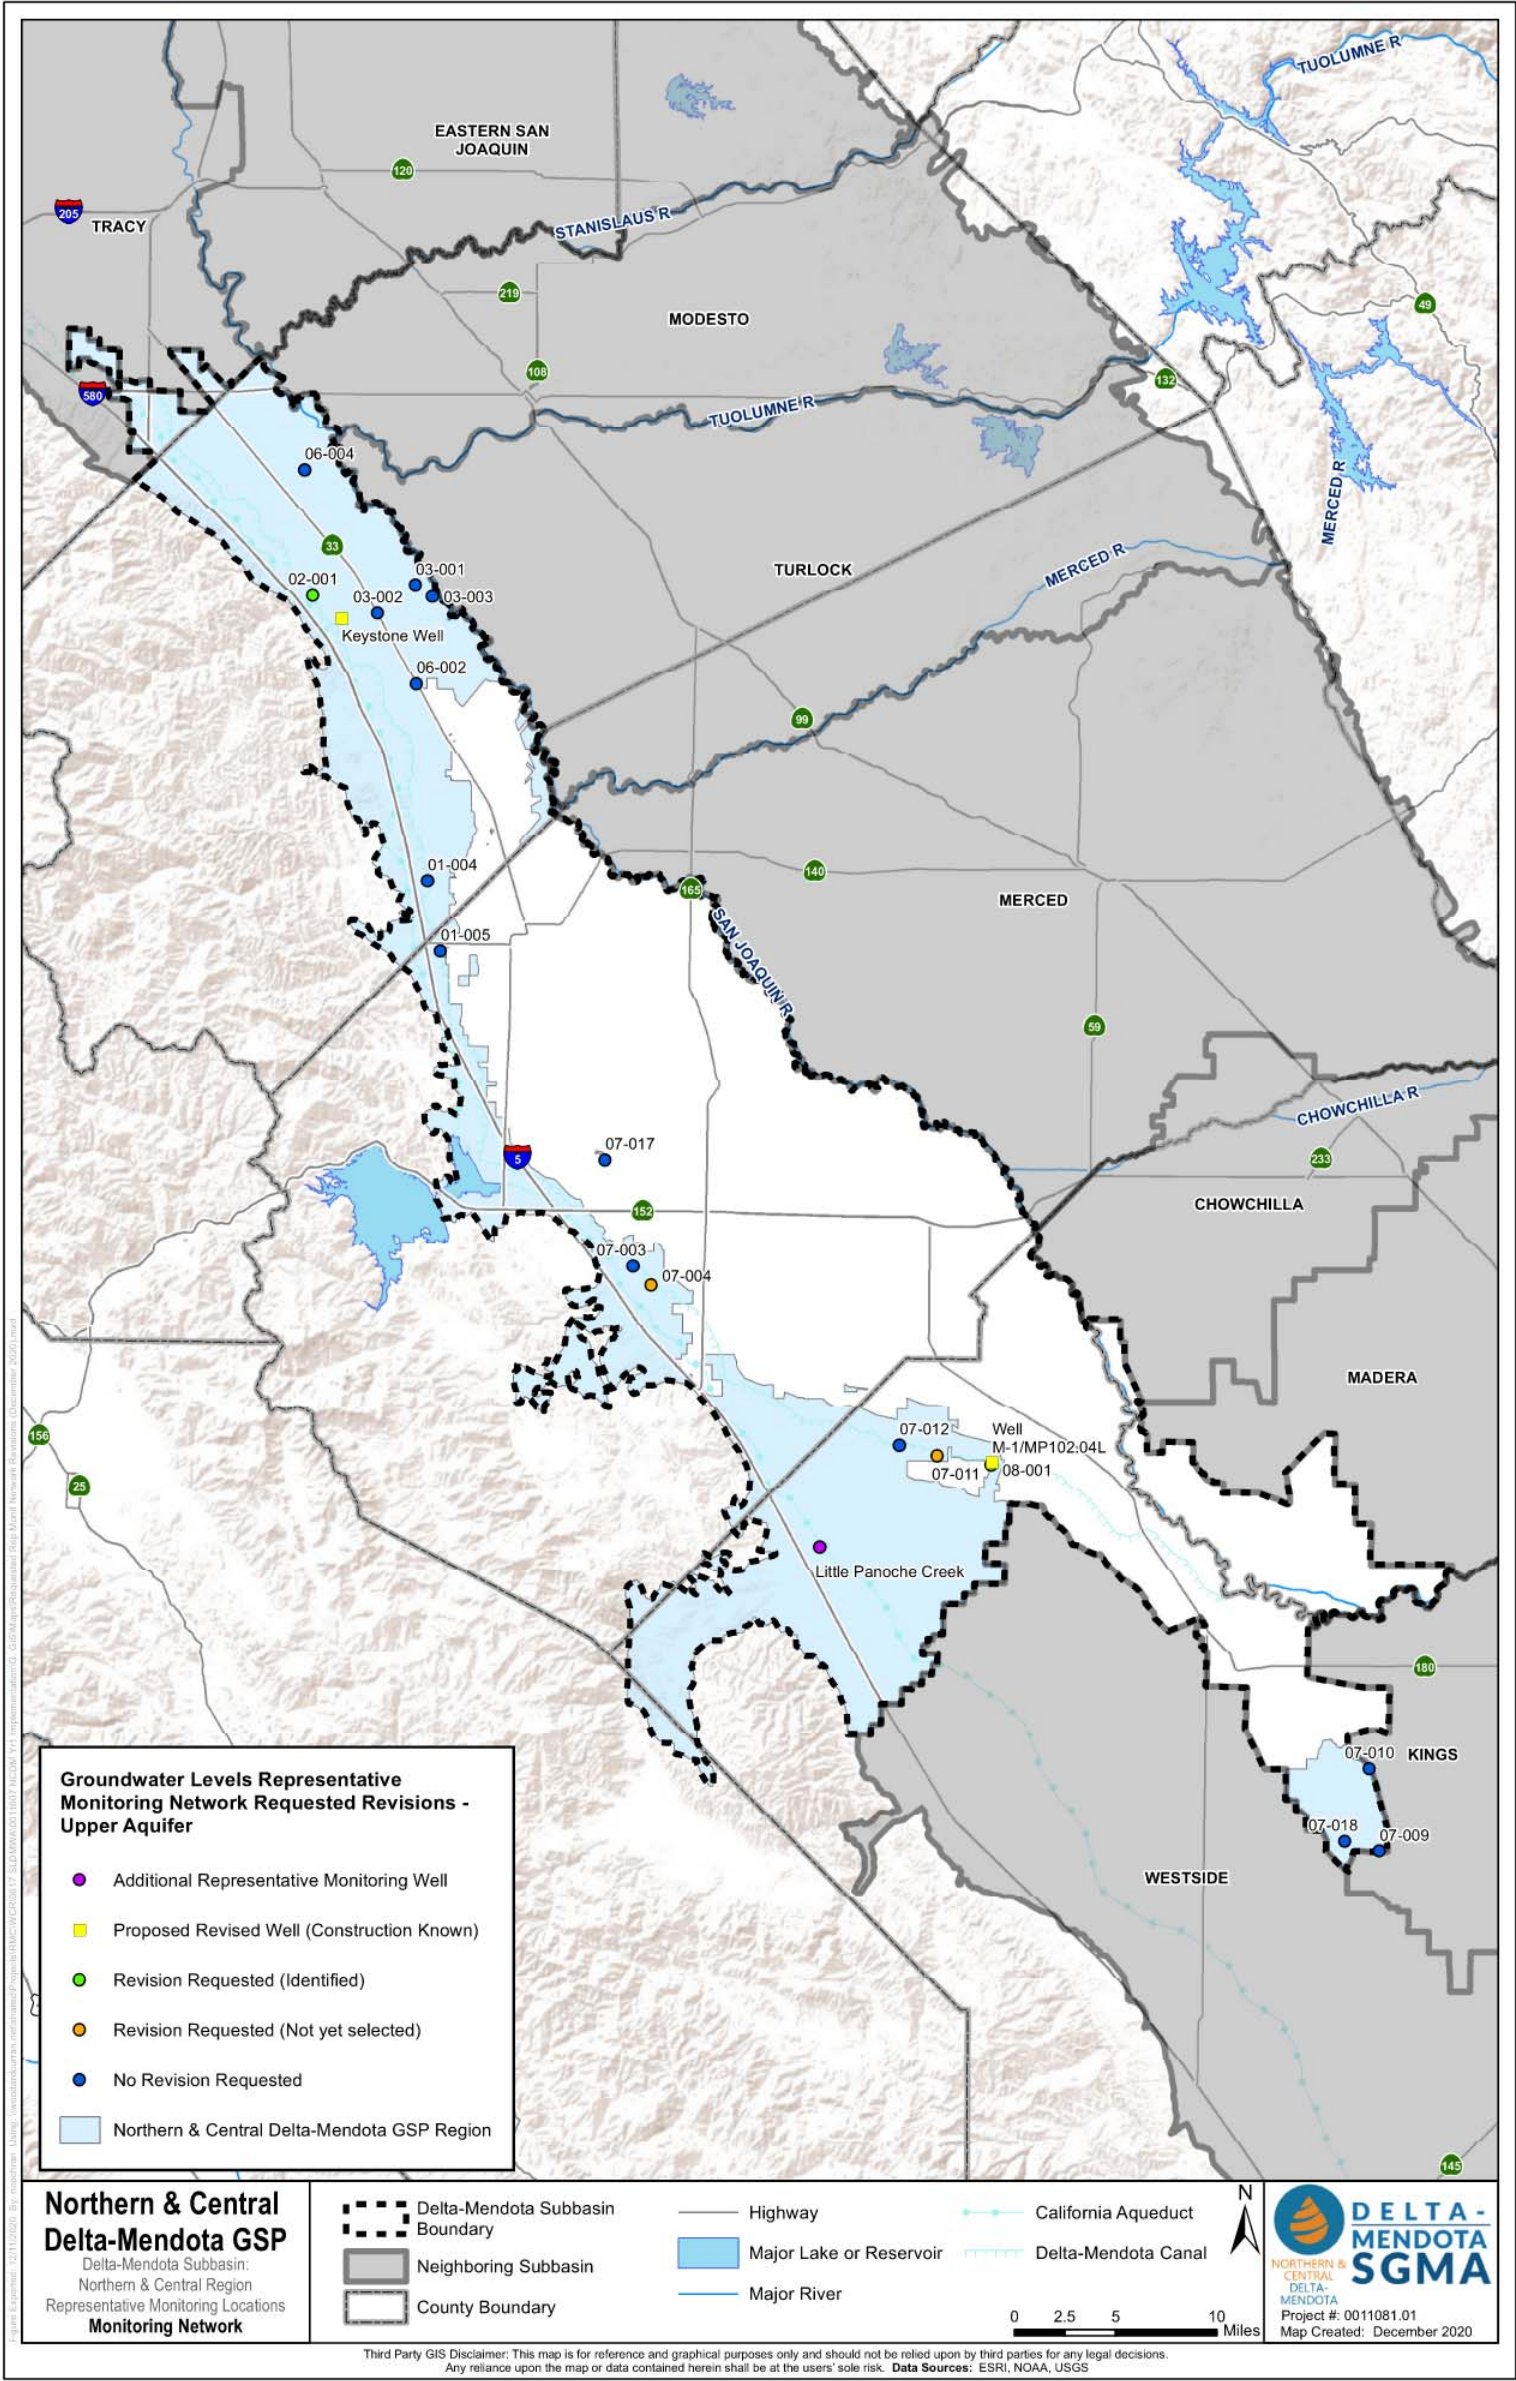 TUOLUMNE R
EASTERN SAN
JOAQUIN
120
205
TRACY
STANISLAUS R
219
MODESTO
49
108
132
580
TUOLUMNE R
06-004
MERCED R
33
03-001
TURLOCK
MERCED R
02-001
03-002
03-003
Keystone Well
06-002
99
01-004
140
165
MERCED
01-005
SAN JOAQUIN R
59
CHOWCHILLA R
07-017
5
233
152
CHOWCHILLA
07-003
07-004
MADERA
156
07-012
Well
M-1/MP102.04L
07-011
08-001
25
Little Panoche Creek
180
07-010
KINGS
07-018
07-009
WESTSIDE
145
Groundwater Levels Representative
Monitoring Network Requested Revisions -
Upper Aquifer
Additional Representative Monitoring Well
Proposed Revised Well (Construction Known)
Revision Requested (Identified)
Revision Requested (Not yet selected)
No Revision Requested
Northern & Central Delta-Mendota GSP Region
Northern & Central
Delta-Mendota GSP
Delta-Mendota Subbasin:
Northern & Central Region
Representative Monitoring Locations
Monitoring Network
Delta-Mendota Subbasin
Boundary
Neighboring Subbasin
County Boundary
Highway
Major Lake or Reservoir
Major River
California Aqueduct
Delta-Mendota Canal
N
0 2.5 5 10
Miles
DELTA-
MENDOTA
SGMA
NORTHERN &
CENTRAL
DELTA-
MENDOTA
Project #: 0011081.01
Map Created: December 2020
Third Party GIS Disclaimer: This map is for reference and graphical purposes only and should not be relied upon by third parties for any legal decisions.
Any reliance upon the map or data contained herein shall be at the users' sole risk. Data Sources: ESRI, NOAA, USGS